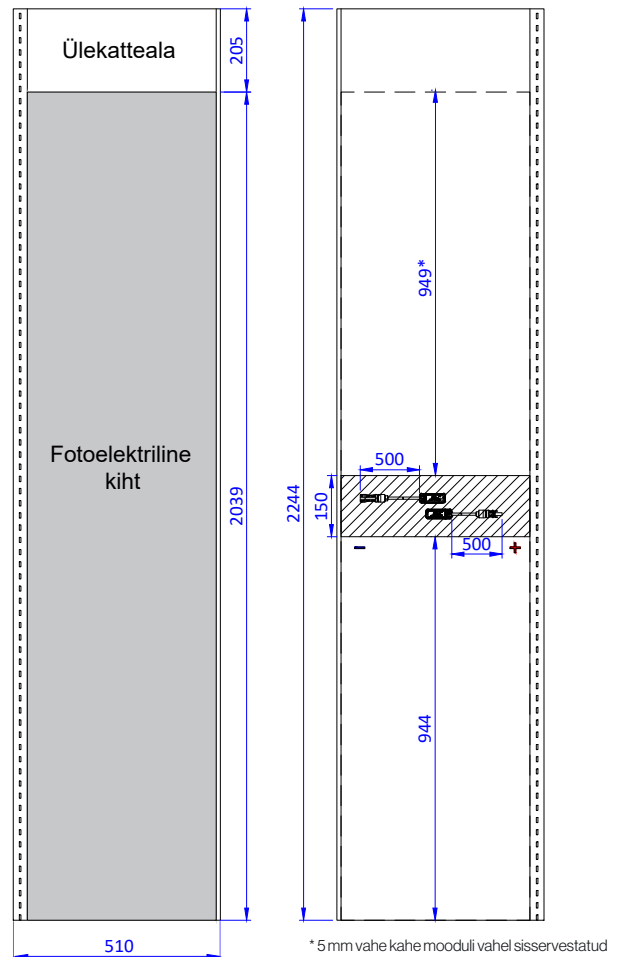 Ülekatteala
205
Fotoelektriline
kiht
2039
510
2244
949*
500
150
500
- +
944
* 5 mm vahe kahe mooduli vahel sisservestatud